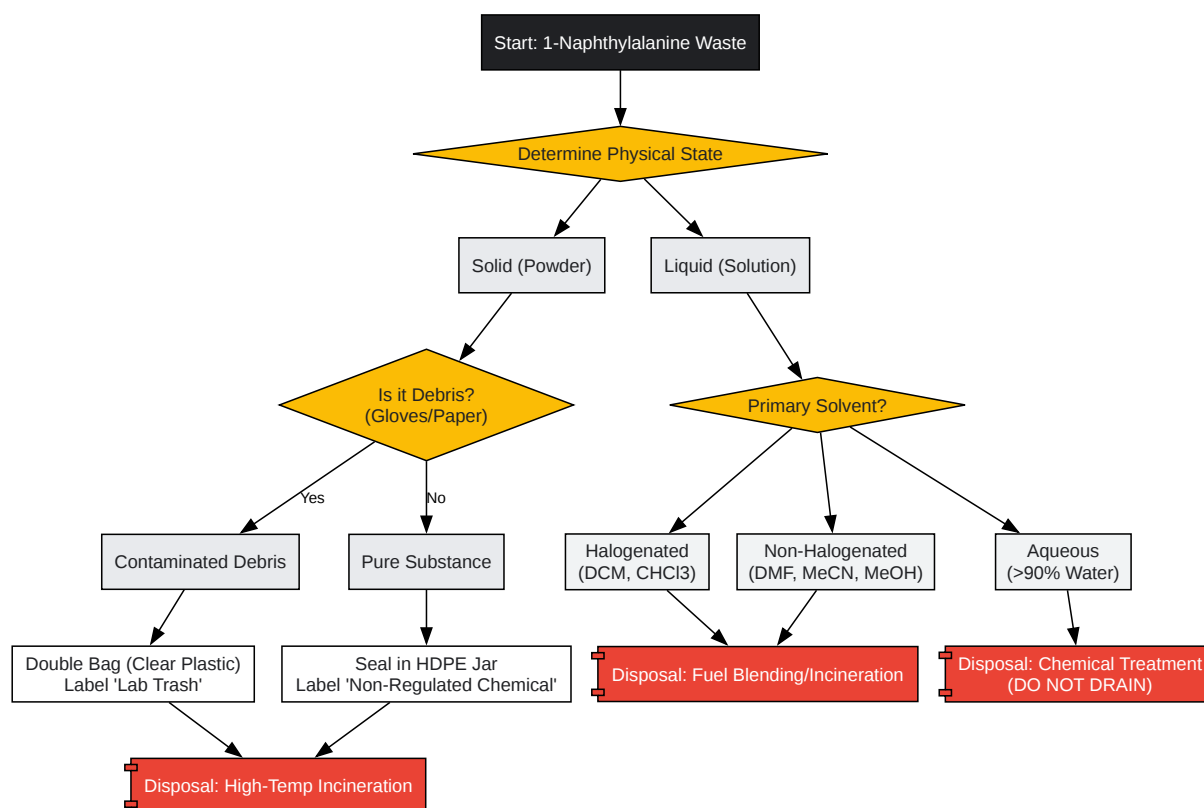 Start: 1-Naphthylalanine Waste
Determine Physical State
Solid (Powder)
Liquid (Solution)
Is it Debris?
(Gloves/Paper)
Primary Solvent?
Yes
No
Contaminated Debris
Pure Substance
Halogenated
(DCM, CHCl3)
Non-Halogenated
(DMF, MeCN, MeOH)
Aqueous
(>90% Water)
Double Bag (Clear Plastic)
Label 'Lab Trash'
Seal in HDPE Jar
Label 'Non-Regulated Chemical'
Disposal: Fuel Blending/Incineration
Disposal: Chemical Treatment
(DO NOT DRAIN)
Disposal: High-Temp Incineration